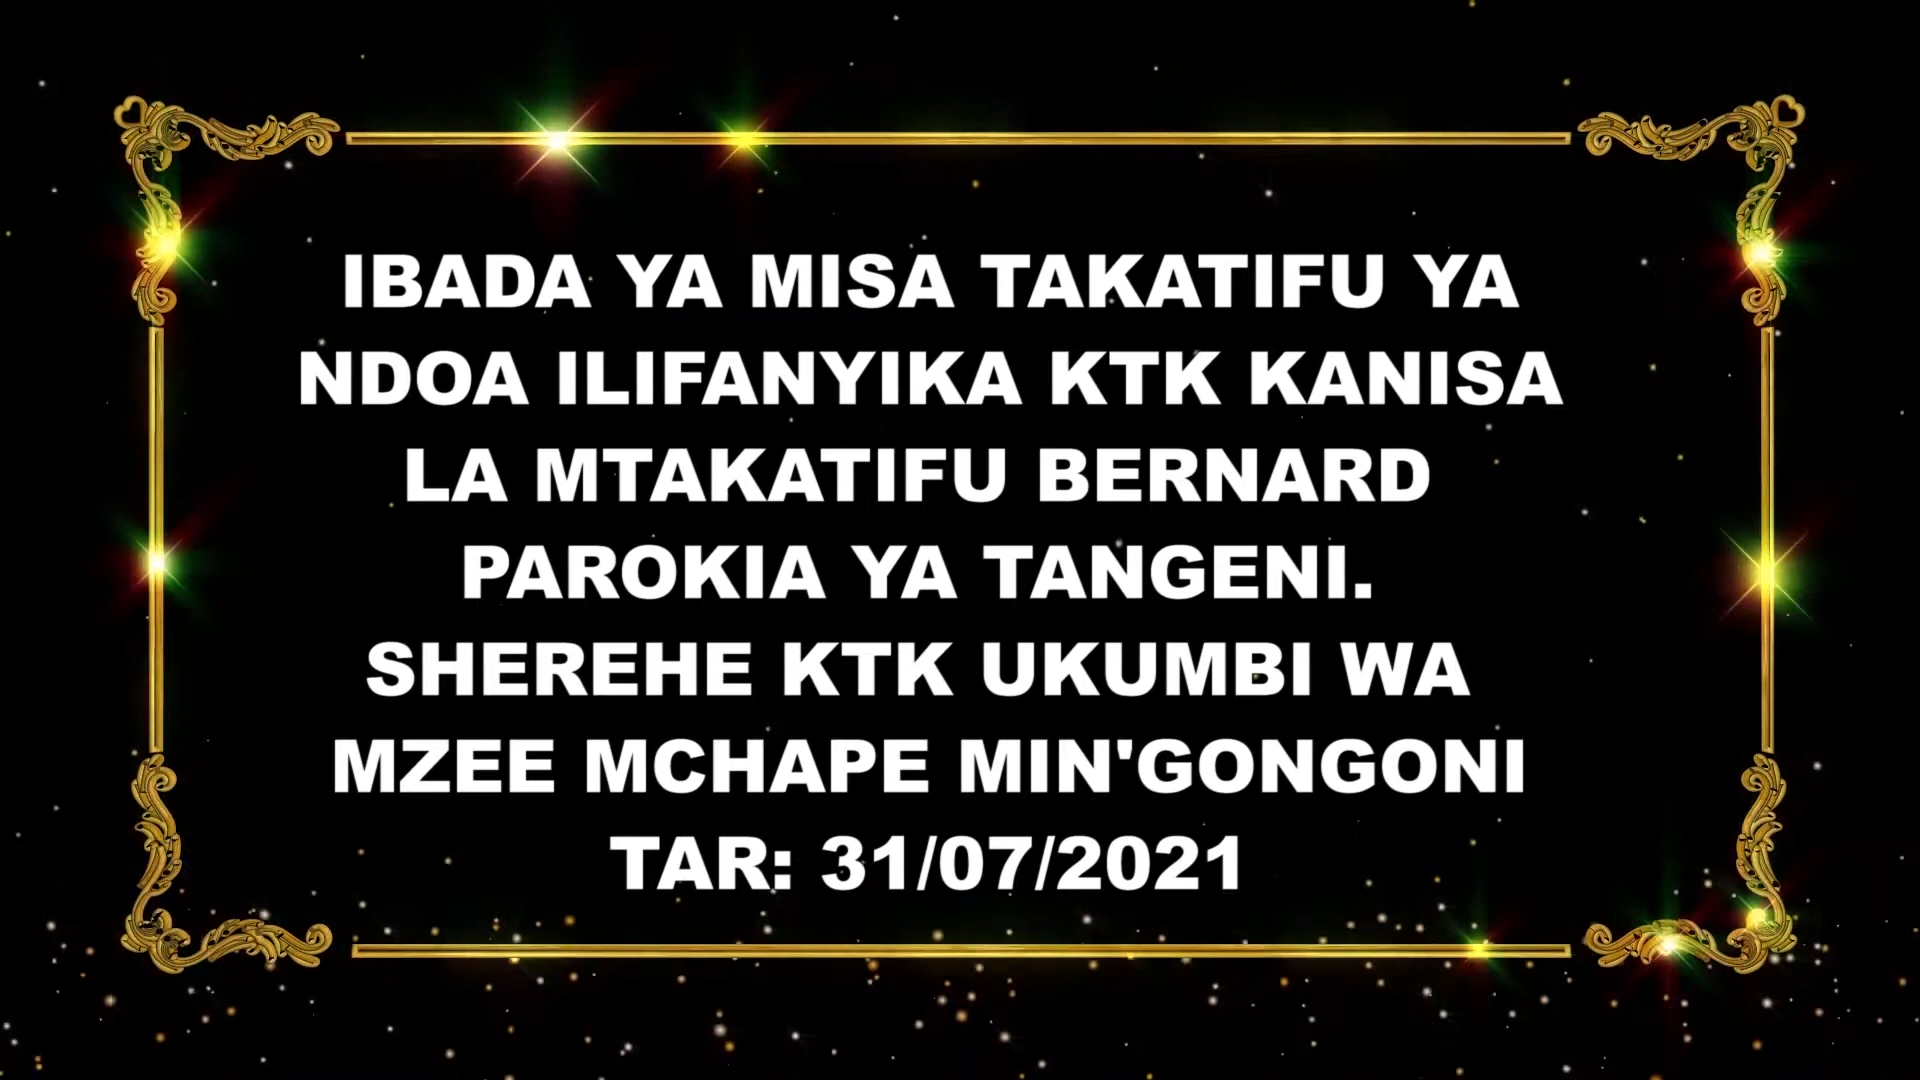 IBADA YA MISA TAKATIFU YA
NDOA ILIFANYIKA KTK KANISA
LA MTAKATIFU BERNARD
PAROKIA YA TANGENI.
SHEREHE KTK UKUMBI WA
MZEE MCHAPE MIN'GONGONI
TAR: 31/07/2021